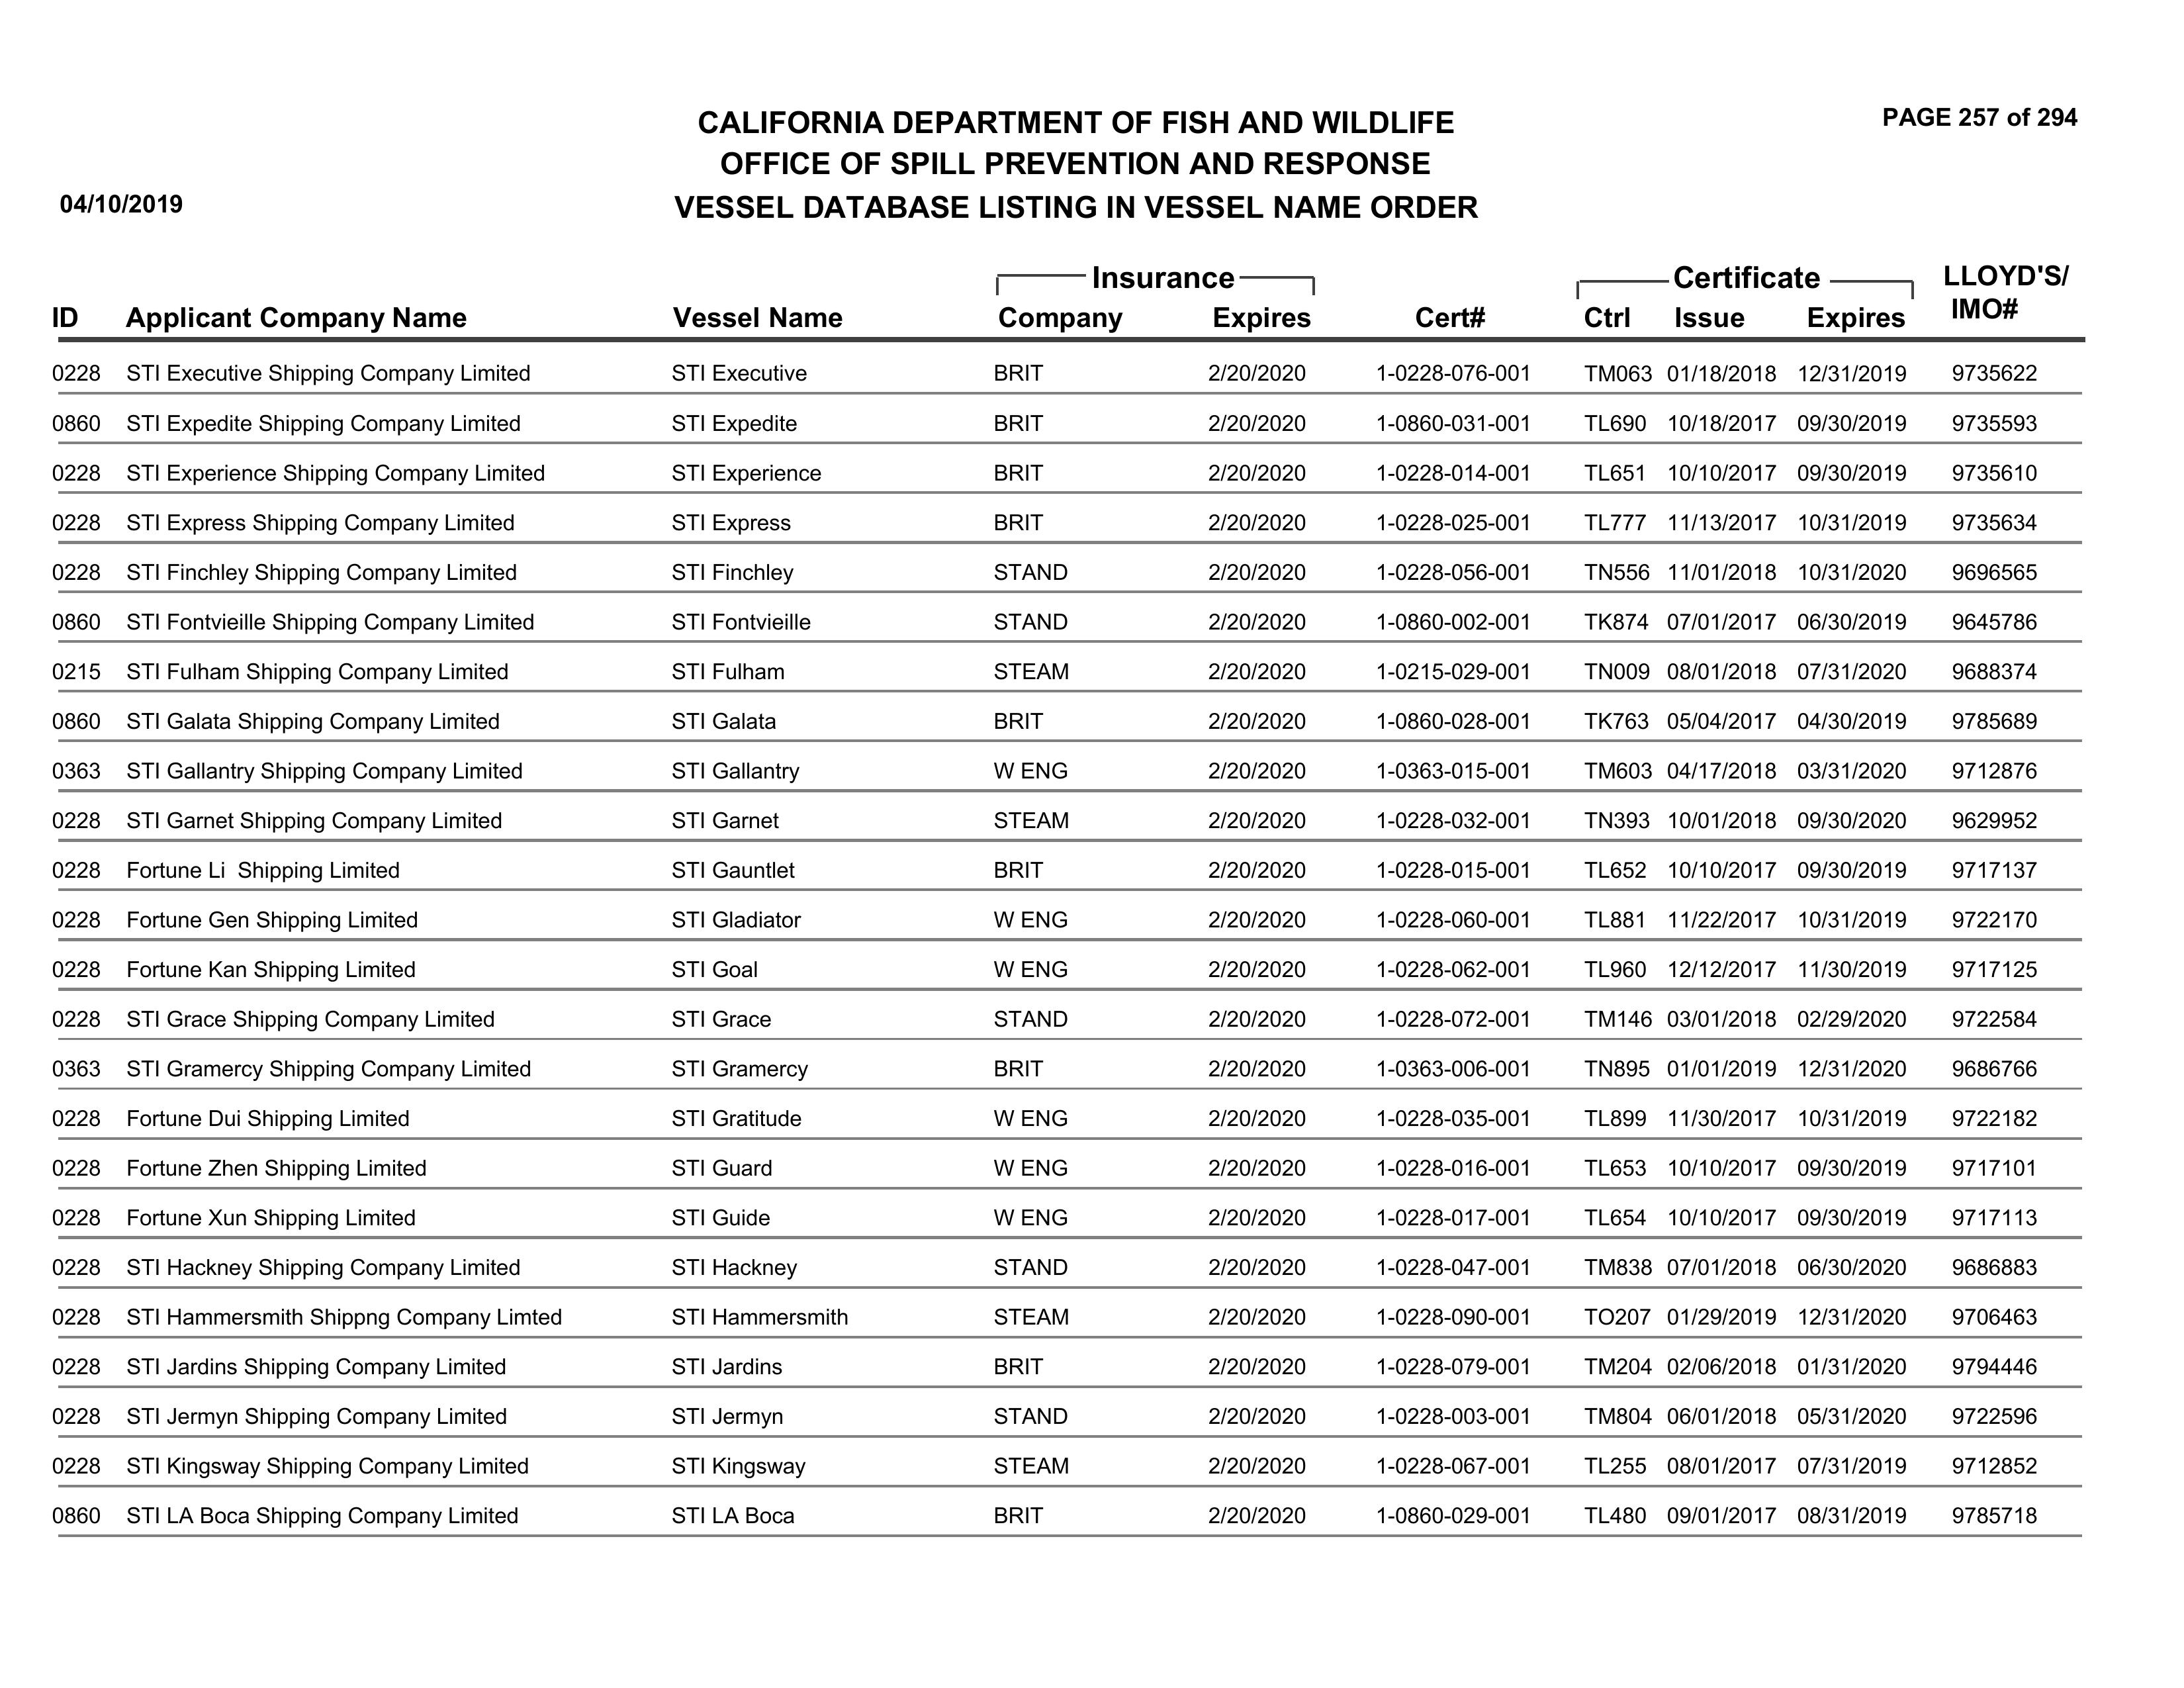 PAGE 257 of 294
CALIFORNIA DEPARTMENT OF FISH AND WILDLIFE
OFFICE OF SPILL PREVENTION AND RESPONSE
04/10/2019 VESSEL DATABASE LISTING IN VESSEL NAME ORDER
Insurance Certificate LLOYD'S/
ID Applicant Company Name Vessel Name Company Expires Cert# Ctrl Issue Expires IMO#
0228 STI Executive Shipping Company Limited STI Executive BRIT 2/20/2020 1-0228-076-001 TM063 01/18/2018 12/31/2019 9735622
0860 STI Expedite Shipping Company Limited STI Expedite BRIT 2/20/2020 1-0860-031-001 TL690 10/18/2017 09/30/2019 9735593
0228 STI Experience Shipping Company Limited STI Experience BRIT 2/20/2020 1-0228-014-001 TL651 10/10/2017 09/30/2019 9735610
0228 STI Express Shipping Company Limited STI Express BRIT 2/20/2020 1-0228-025-001 TL777 11/13/2017 10/31/2019 9735634
0228 STI Finchley Shipping Company Limited STI Finchley STAND 2/20/2020 1-0228-056-001 TN556 11/01/2018 10/31/2020 9696565
0860 STI Fontvieille Shipping Company Limited STI Fontvieille STAND 2/20/2020 1-0860-002-001 TK874 07/01/2017 06/30/2019 9645786
0215 STI Fulham Shipping Company Limited STI Fulham STEAM 2/20/2020 1-0215-029-001 TN009 08/01/2018 07/31/2020 9688374
0860 STI Galata Shipping Company Limited STI Galata BRIT 2/20/2020 1-0860-028-001 TK763 05/04/2017 04/30/2019 9785689
0363 STI Gallantry Shipping Company Limited STI Gallantry W ENG 2/20/2020 1-0363-015-001 TM603 04/17/2018 03/31/2020 9712876
0228 STI Garnet Shipping Company Limited STI Garnet STEAM 2/20/2020 1-0228-032-001 TN393 10/01/2018 09/30/2020 9629952
0228 Fortune Li  Shipping Limited STI Gauntlet BRIT 2/20/2020 1-0228-015-001 TL652 10/10/2017 09/30/2019 9717137
0228 Fortune Gen Shipping Limited STI Gladiator W ENG 2/20/2020 1-0228-060-001 TL881 11/22/2017 10/31/2019 9722170
0228 Fortune Kan Shipping Limited STI Goal W ENG 2/20/2020 1-0228-062-001 TL960 12/12/2017 11/30/2019 9717125
0228 STI Grace Shipping Company Limited STI Grace STAND 2/20/2020 1-0228-072-001 TM146 03/01/2018 02/29/2020 9722584
0363 STI Gramercy Shipping Company Limited STI Gramercy BRIT 2/20/2020 1-0363-006-001 TN895 01/01/2019 12/31/2020 9686766
0228 Fortune Dui Shipping Limited STI Gratitude W ENG 2/20/2020 1-0228-035-001 TL899 11/30/2017 10/31/2019 9722182
0228 Fortune Zhen Shipping Limited STI Guard W ENG 2/20/2020 1-0228-016-001 TL653 10/10/2017 09/30/2019 9717101
0228 Fortune Xun Shipping Limited STI Guide W ENG 2/20/2020 1-0228-017-001 TL654 10/10/2017 09/30/2019 9717113
0228 STI Hackney Shipping Company Limited STI Hackney STAND 2/20/2020 1-0228-047-001 TM838 07/01/2018 06/30/2020 9686883
0228 STI Hammersmith Shippng Company Limted STI Hammersmith STEAM 2/20/2020 1-0228-090-001 TO207 01/29/2019 12/31/2020 9706463
0228 STI Jardins Shipping Company Limited STI Jardins BRIT 2/20/2020 1-0228-079-001 TM204 02/06/2018 01/31/2020 9794446
0228 STI Jermyn Shipping Company Limited STI Jermyn STAND 2/20/2020 1-0228-003-001 TM804 06/01/2018 05/31/2020 9722596
0228 STI Kingsway Shipping Company Limited STI Kingsway STEAM 2/20/2020 1-0228-067-001 TL255 08/01/2017 07/31/2019 9712852
0860 STI LA Boca Shipping Company Limited STI LA Boca BRIT 2/20/2020 1-0860-029-001 TL480 09/01/2017 08/31/2019 9785718